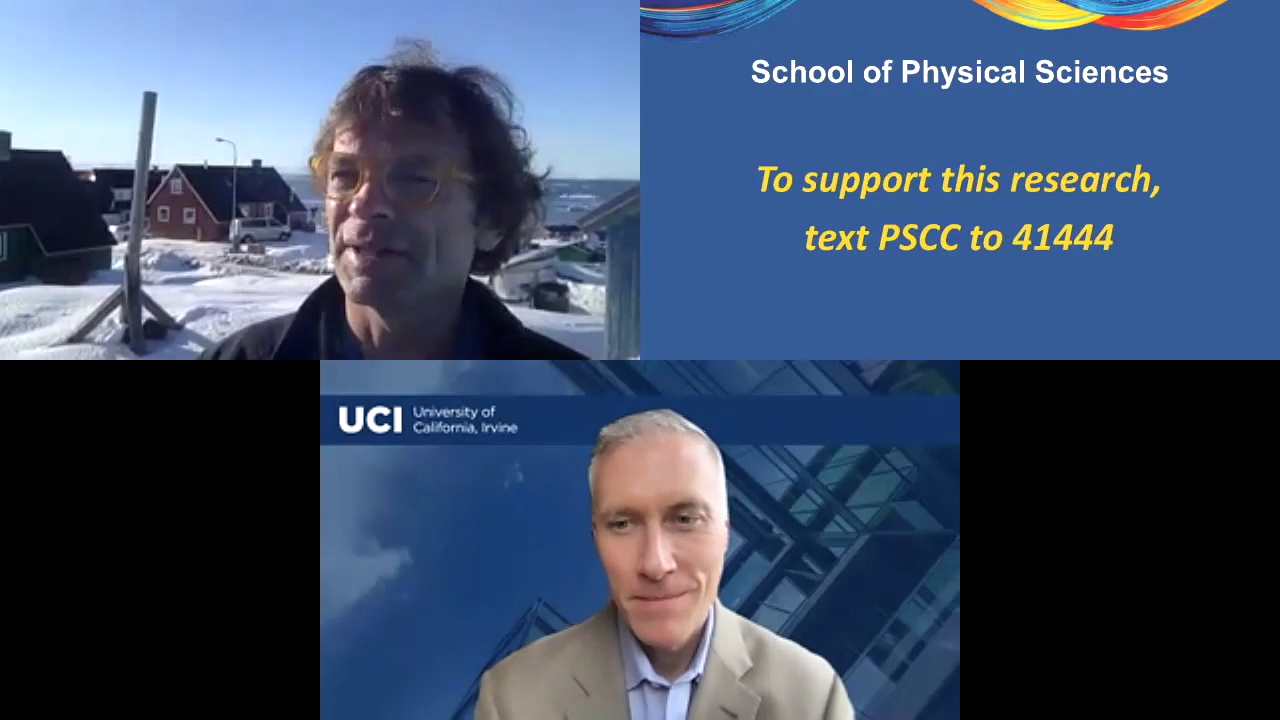 School of Physical Sciences
To support this research,
text PSCC to 41444
UCI University of
California, Irvine